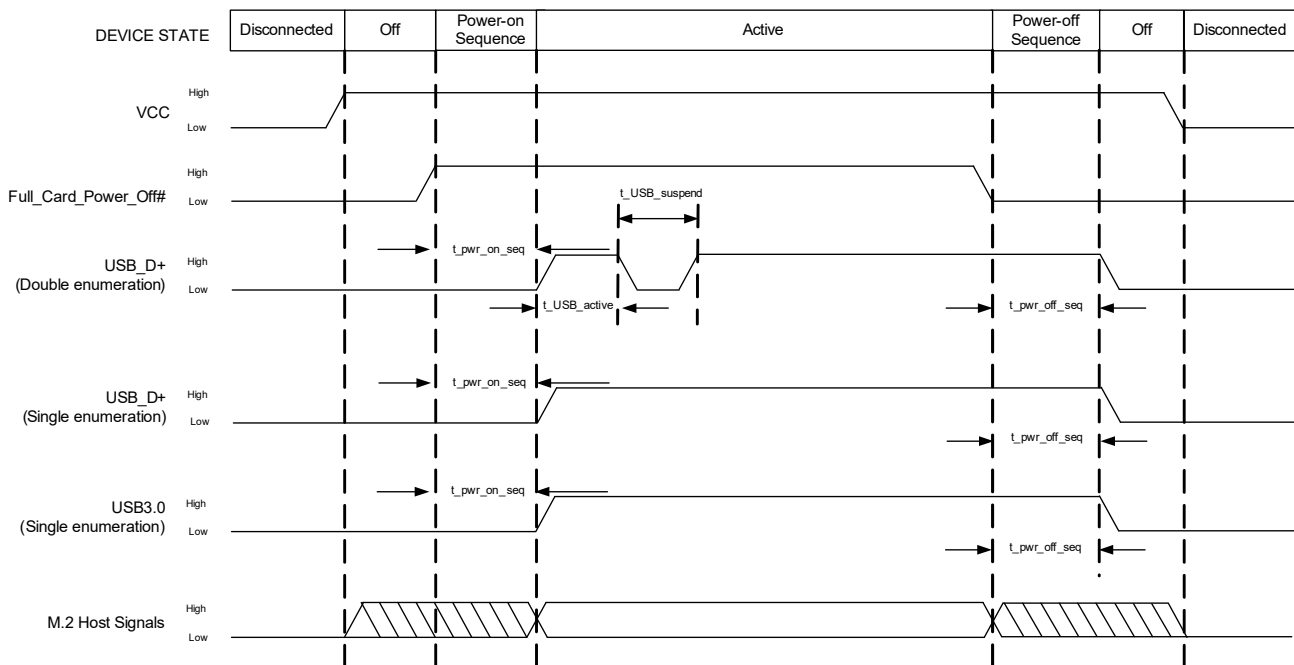 DEVICE STATE
Disconnected
Off
Power-on
Sequence
Active
Power-off
Sequence
Off
Disconnected
VCC
High
Low
Full_Card_Power_Off#
High
Low
t_USB_suspend
USB_D+
(Double enumeration)
High
Low
t_pwr_on_seq
t_USB_active
t_pwr_off_seq
USB_D+
(Single enumeration)
High
Low
t_pwr_on_seq
t_pwr_off_seq
USB3.0
(Single enumeration)
High
Low
t_pwr_on_seq
t_pwr_off_seq
M.2 Host Signals
High
Low